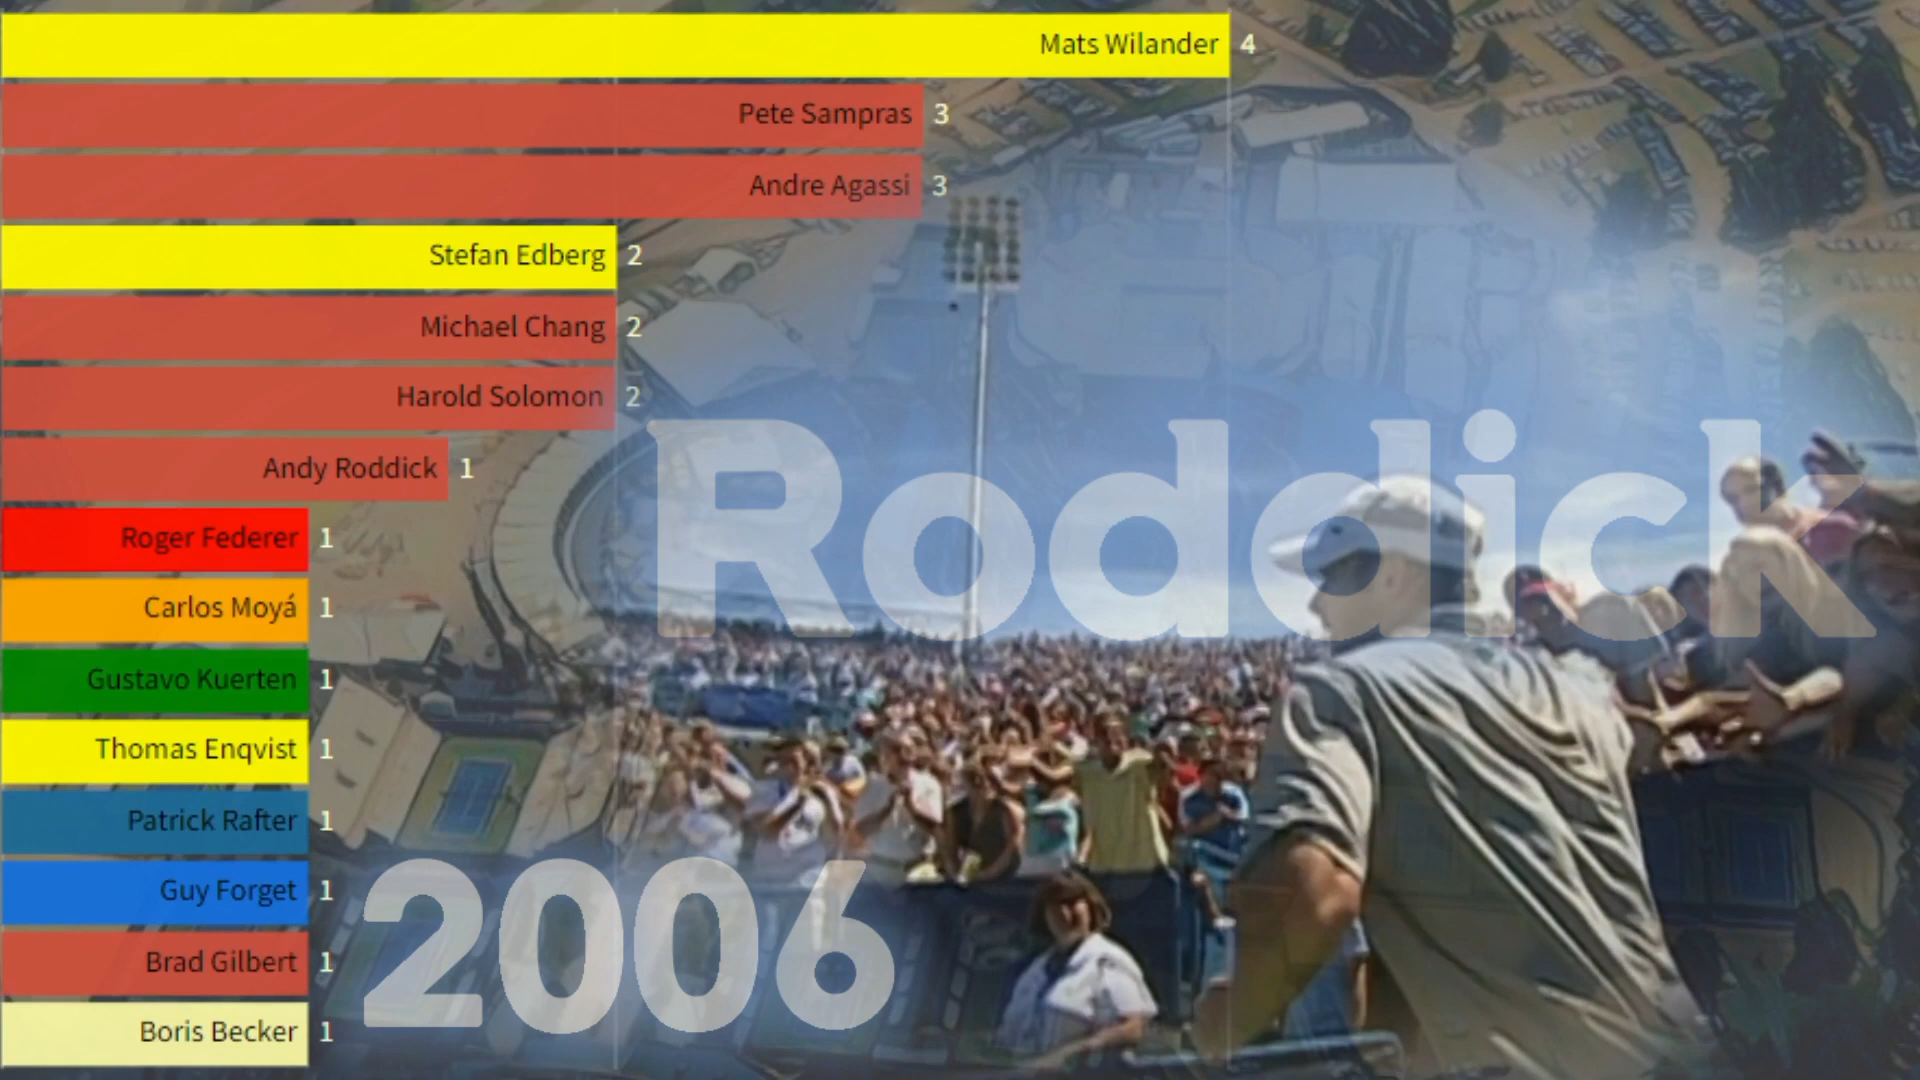 Mats Wilander 4
Pete Sampras 3
Andre Agassi 3
Stefan Edberg 2
Michael Chang 2
Harold Solomon 2
Andy Roddick 1
Roddick
Roger Federer 1
Carlos Moyá 1
Gustavo Kuerten 1
Thomas Enqvist 1
Patrick Rafter 1
Guy Forget 1
2006
Brad Gilbert 1
Boris Becker 1